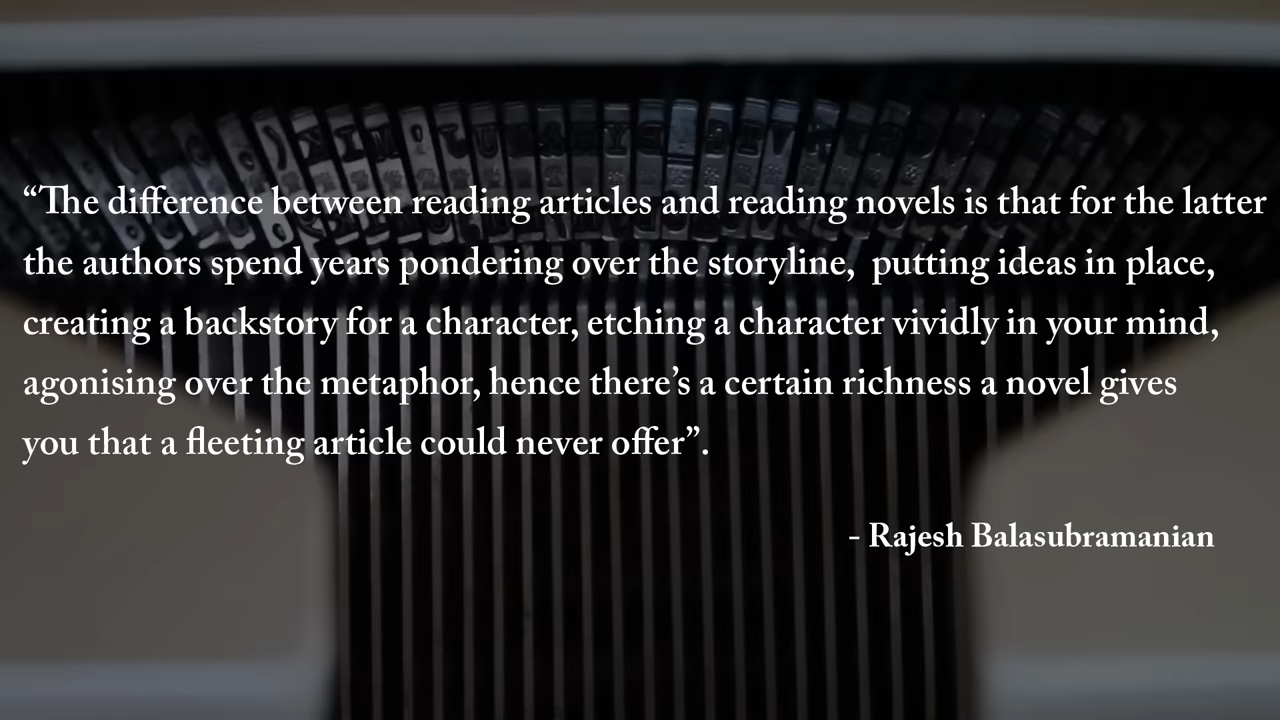 “The difference between reading articles and reading novels is that for the latter
the authors spend years pondering over the storyline,  putting ideas in place,
creating a backstory for a character, etching a character vividly in your mind,
agonising over the metaphor, hence there’s a certain richness a novel gives
you that a fleeting article could never offer”.
- Rajesh Balasubramanian